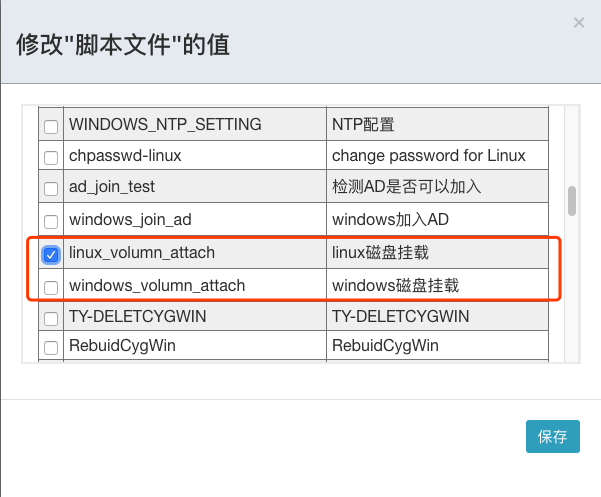 ×
修改"脚本文件"的值
WINDOWS_NTP_SETTING NTP配置
chpasswd-linux change password for Linux
ad_join_test 检测AD是否可以加入
windows_join_ad windows加入AD
linux_volumn_attach linux磁盘挂载
windows_volumn_attach windows磁盘挂载
TY-DELETCYGWIN TY-DELETCYGWIN
RebuidCygWin RebuidCygWin
保存